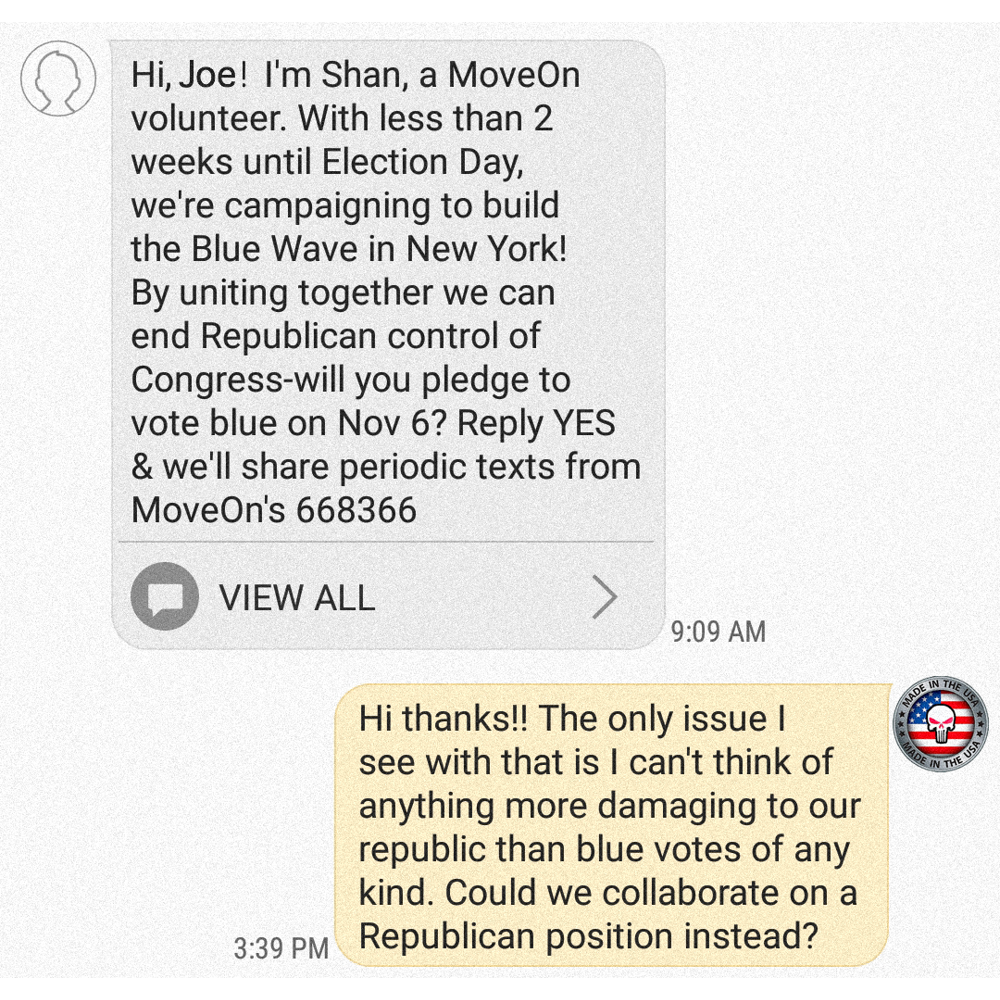 Hi, Joe!  I'm Shan, a MoveOn
volunteer. With less than 2
weeks until Election Day,
we're campaigning to build
the Blue Wave in New York!
By uniting together we can
end Republican control of
Congress-will you pledge to
vote blue on Nov 6? Reply YES
& we'll share periodic texts from
MoveOn's 668366
VIEW ALL
9:09 AM
MADE IN THE USA
MADE IN THE USA
Hi thanks!! The only issue I
see with that is I can't think of
anything more damaging to our
republic than blue votes of any
kind. Could we collaborate on a
Republican position instead?
3:39 PM